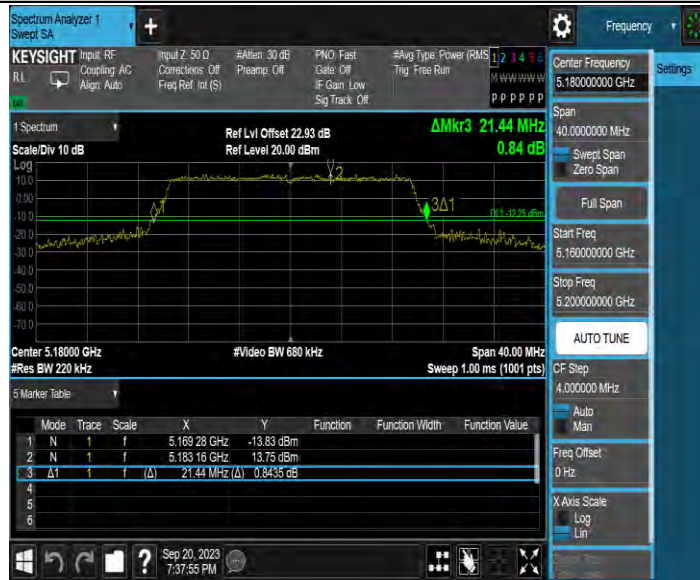 Spectrum Analyzer 1
Swept SA
+
Frequency
KEYSIGHT
RL
Input: RF
Coupling: AC
Align: Auto
Input Z: 50 Ω
Corrections: Off
Freq Ref: Int (S)
#Atten: 30 dB
Preamp: Off
PNO: Fast
Gate: Off
IF Gain: Low
Sig Track: Off
#Avg Type: Power (RMS
Trig: Free Run
1 2 3 4 5 6
M W W W W W
P P P P P P
Center Frequency
5.180000000 GHz
Settings
Span
40.0000000 MHz
Swept Span
Zero Span
Full Span
Start Freq
5.160000000 GHz
Stop Freq
5.200000000 GHz
AUTO TUNE
CF Step
4.000000 MHz
Auto
Man
Freq Offset
0 Hz
X Axis Scale
Log
Lin
1 Spectrum
Scale/Div 10 dB
Ref Lvl Offset 22.93 dB
Ref Level 20.00 dBm
ΔMkr3 21.44 MHz
0.84 dB
Log
10.0
0.00
-10.0
-20.0
-30.0
-40.0
-50.0
-60.0
-70.0
2
3Δ1
DL1 -12.25 dBm
Center 5.18000 GHz
#Res BW 220 kHz
#Video BW 680 kHz
Span 40.00 MHz
Sweep 1.00 ms (1001 pts)
5 Marker Table
Mode Trace Scale X Y Function Function Width Function Value
1 N 1 f 5.169 28 GHz -13.83 dBm
2 N 1 f 5.183 16 GHz 13.75 dBm
3 Δ1 1 f (Δ) 21.44 MHz (Δ) 0.8435 dB
4
5
6
?
Sep 20, 2023
7:37:55 PM